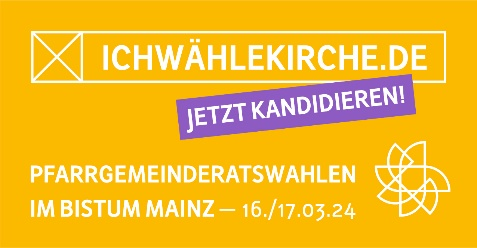 ICHWÄHLEKIRCHE.DE
JETZT KANDIDIEREN!
PFARRGEMEINDERATSWAHLEN
IM BISTUM MAINZ – 16./17.03.24